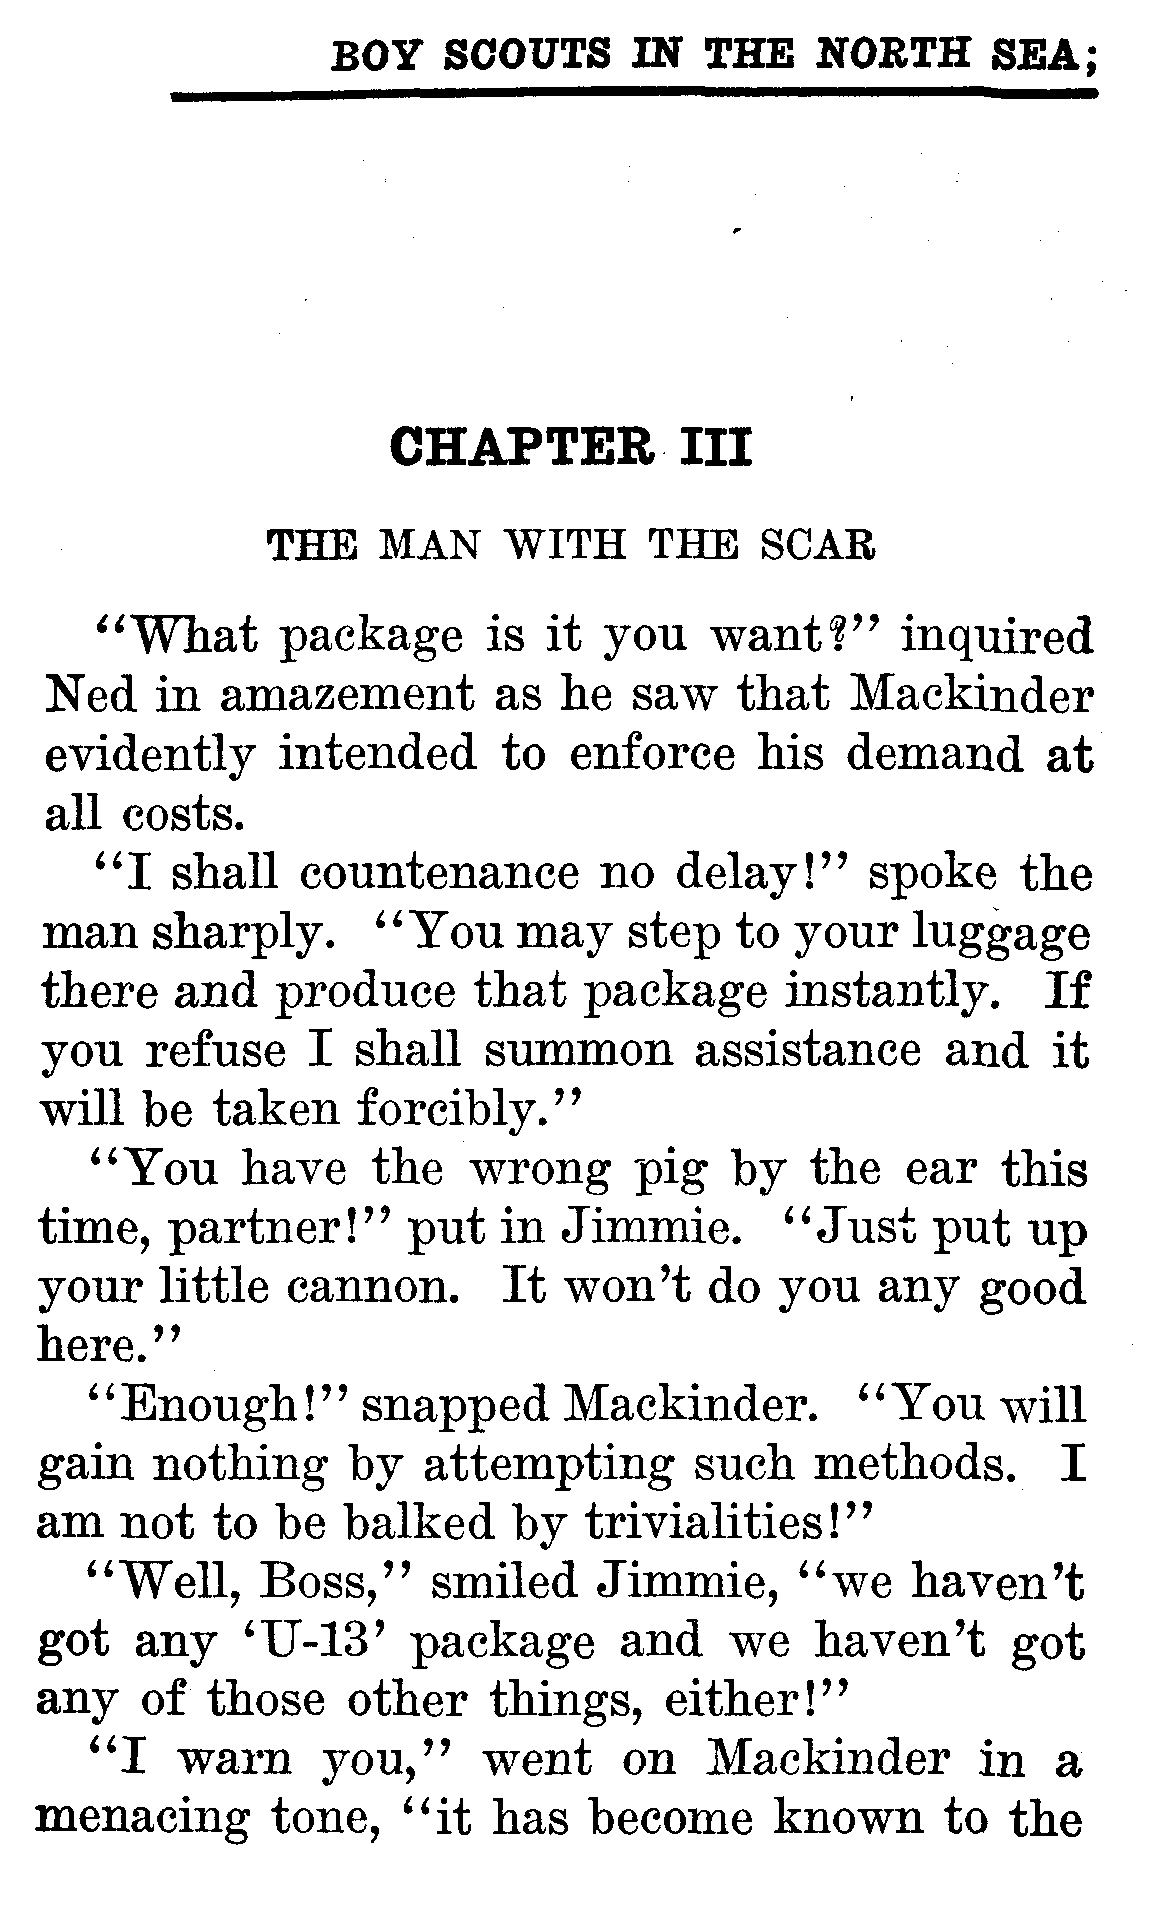 BOY SCOUTS IN THE NORTH SEA;
CHAPTER III
THE MAN WITH THE SCAR
“What package is it you want?” inquired
Ned in amazement as he saw that Mackinder
evidently intended to enforce his demand at
all costs.
“I shall countenance no delay!” spoke the
man sharply. “You may step to your luggage
there and produce that package instantly. If
you refuse I shall summon assistance and it
will be taken forcibly.”
“You have the wrong pig by the ear this
time, partner!” put in Jimmie. “Just put up
your little cannon. It won’t do you any good
here.”
“Enough!” snapped Mackinder. “You will
gain nothing by attempting such methods. I
am not to be balked by trivialities!”
“Well, Boss,” smiled Jimmie, “we haven’t
got any ‘U-13’ package and we haven’t got
any of those other things, either!”
“I warn you,” went on Mackinder in a
menacing tone, “it has become known to the